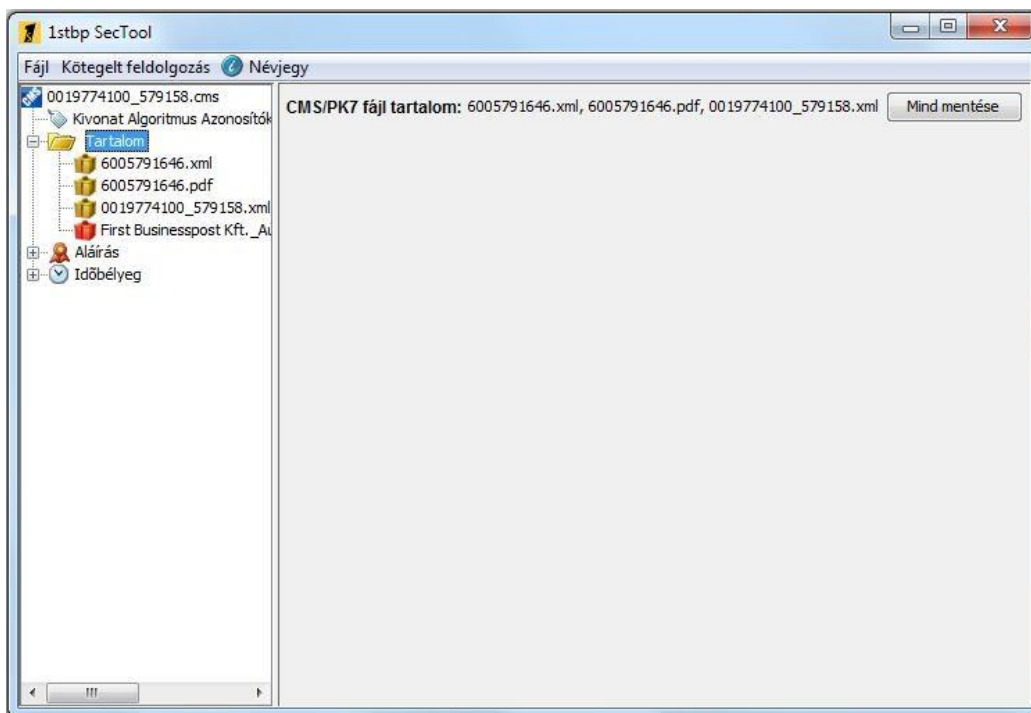 1stbp SecTool
Fájl Kötegelt feldolgozás Névjegy
0019774100_579158.cms
Kivonat Algoritmus Azonosítók
Tartalom
6005791646.xml
6005791646.pdf
0019774100_579158.xml
First Businesspost Kft._Au
Aláírás
Időbélyeg
CMS/PK7 fájl tartalom: 6005791646.xml, 6005791646.pdf, 0019774100_579158.xml Mind mentése